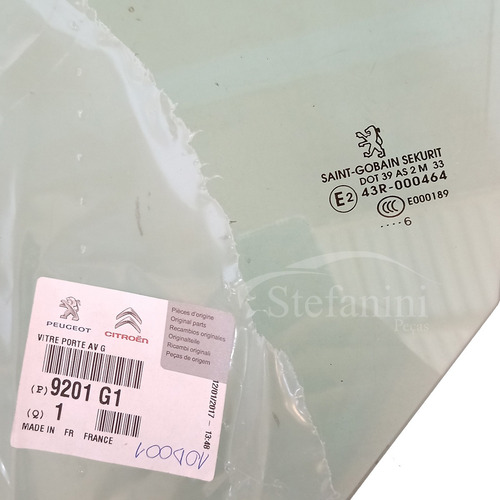 SAINT-GOBAIN SEKURIT
DOT 39 AS 2 M 33
E2 43R-000464
CCC E000189
....6
Stefanini
Peças
PEUGEOT
CITROËN
Pièces d'origine
Original parts
Recambios originales
Originalteile
Ricambi originali
Peças de origem
VITRE PORTE AV G
(P) 9201 G1
(Q) 1
MADE IN FR FRANCE
12/01/2017 - 13:48
10D001